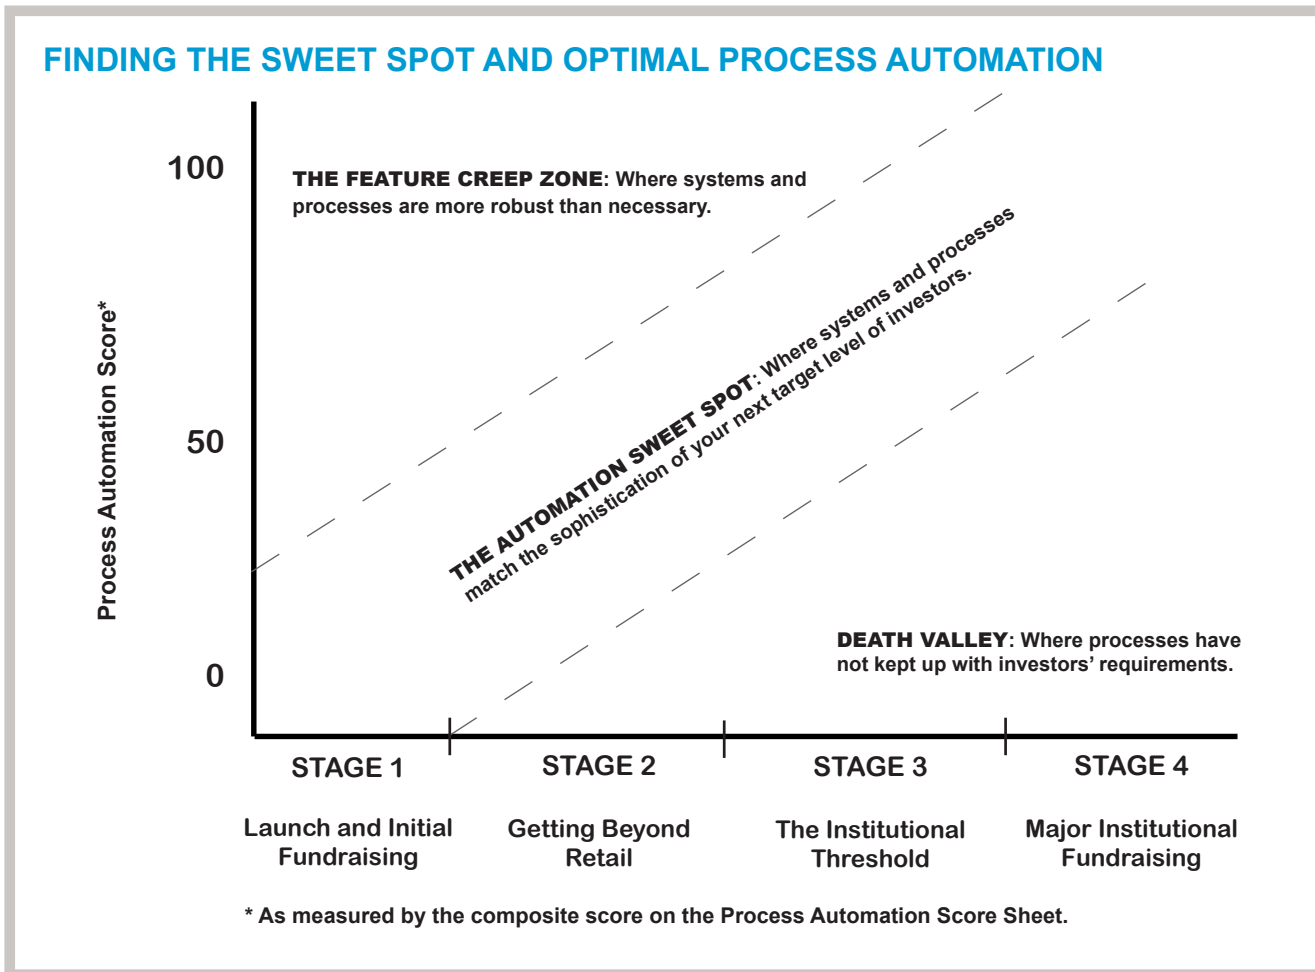 FINDING THE SWEET SPOT AND OPTIMAL PROCESS AUTOMATION
100
THE FEATURE CREEP ZONE: Where systems and
processes are more robust than necessary.
Process Automation Score*
50
THE AUTOMATION SWEET SPOT: Where systems and processes
match the sophistication of your next target level of investors.
DEATH VALLEY: Where processes have
not kept up with investors’ requirements.
0
STAGE 1
STAGE 2
STAGE 3
STAGE 4
Launch and Initial
Fundraising
Getting Beyond
Retail
The Institutional
Threshold
Major Institutional
Fundraising
* As measured by the composite score on the Process Automation Score Sheet.